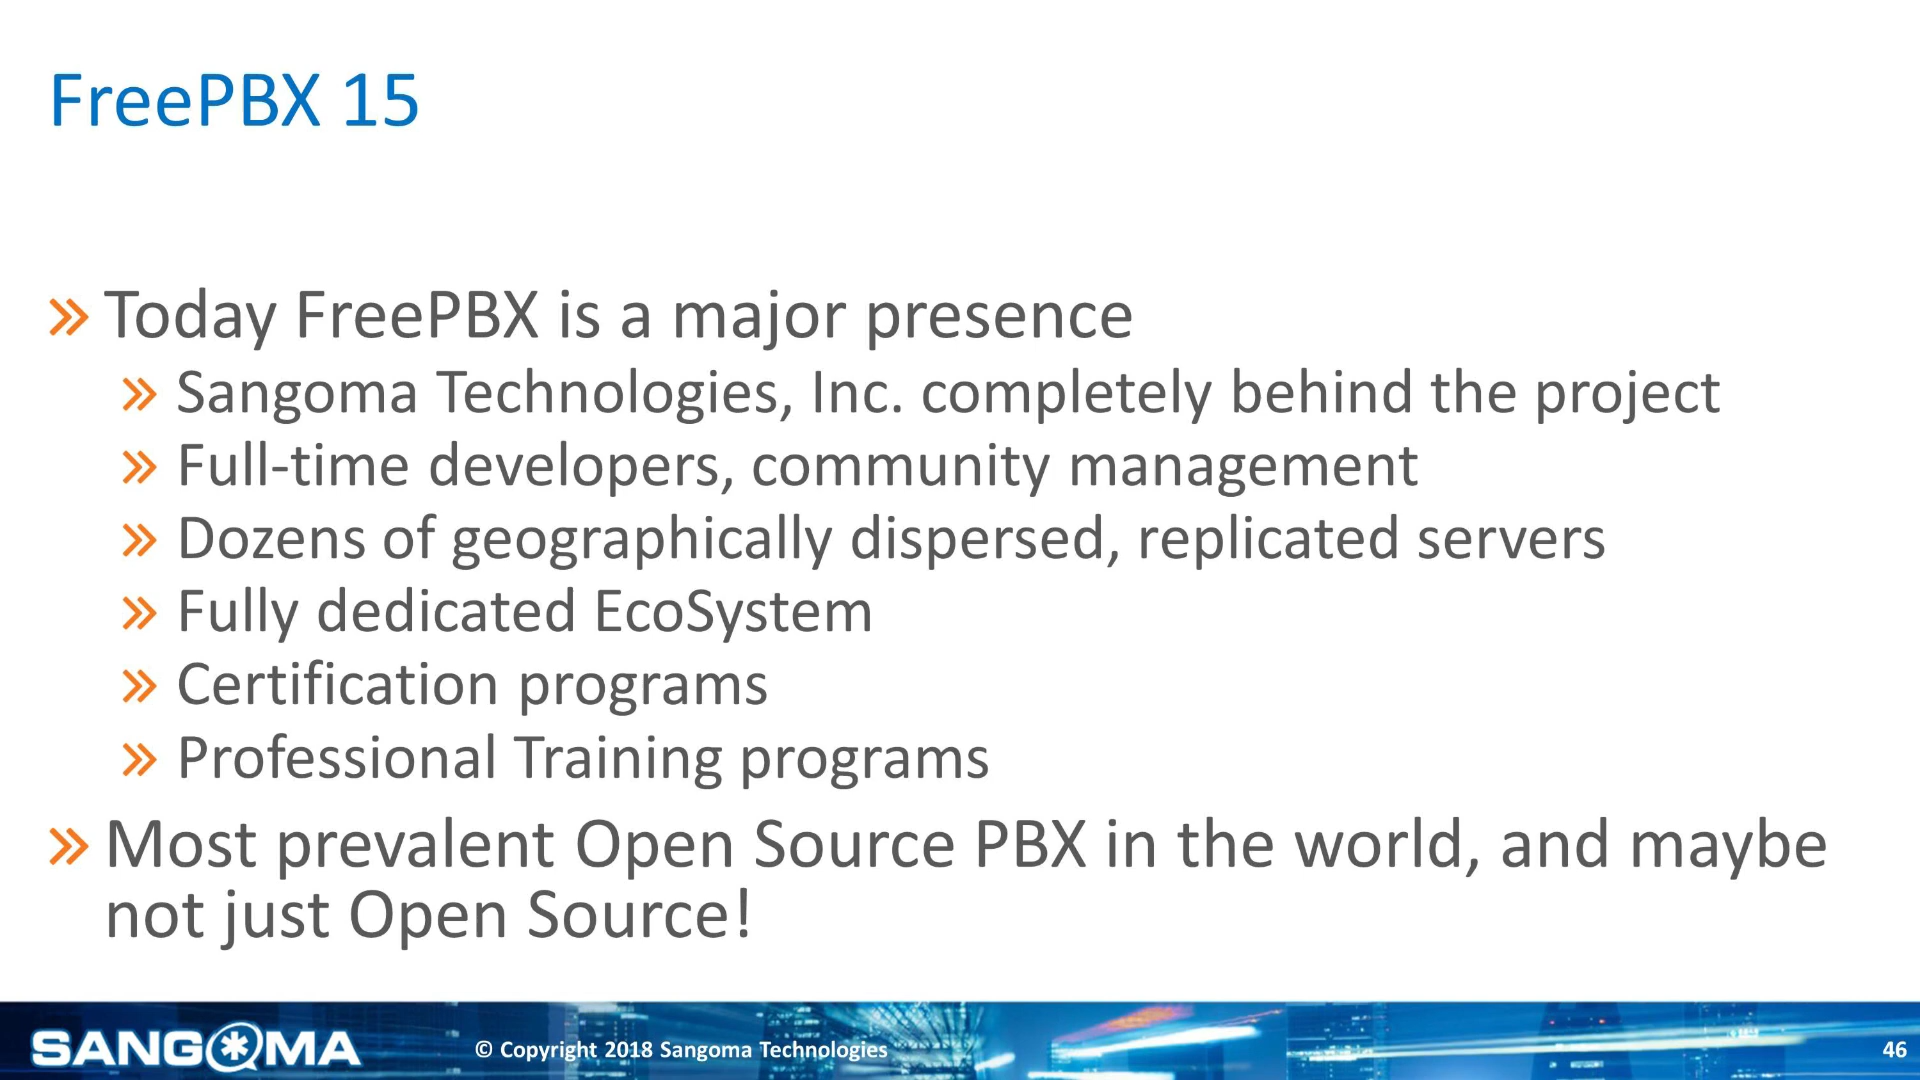 FreePBX 15
» Today FreePBX is a major presence
» Sangoma Technologies, Inc. completely behind the project
» Full-time developers, community management
» Dozens of geographically dispersed, replicated servers
» Fully dedicated EcoSystem
» Certification programs
» Professional Training programs
» Most prevalent Open Source PBX in the world, and maybe
not just Open Source!
SANGOMA
© Copyright 2018 Sangoma Technologies
46